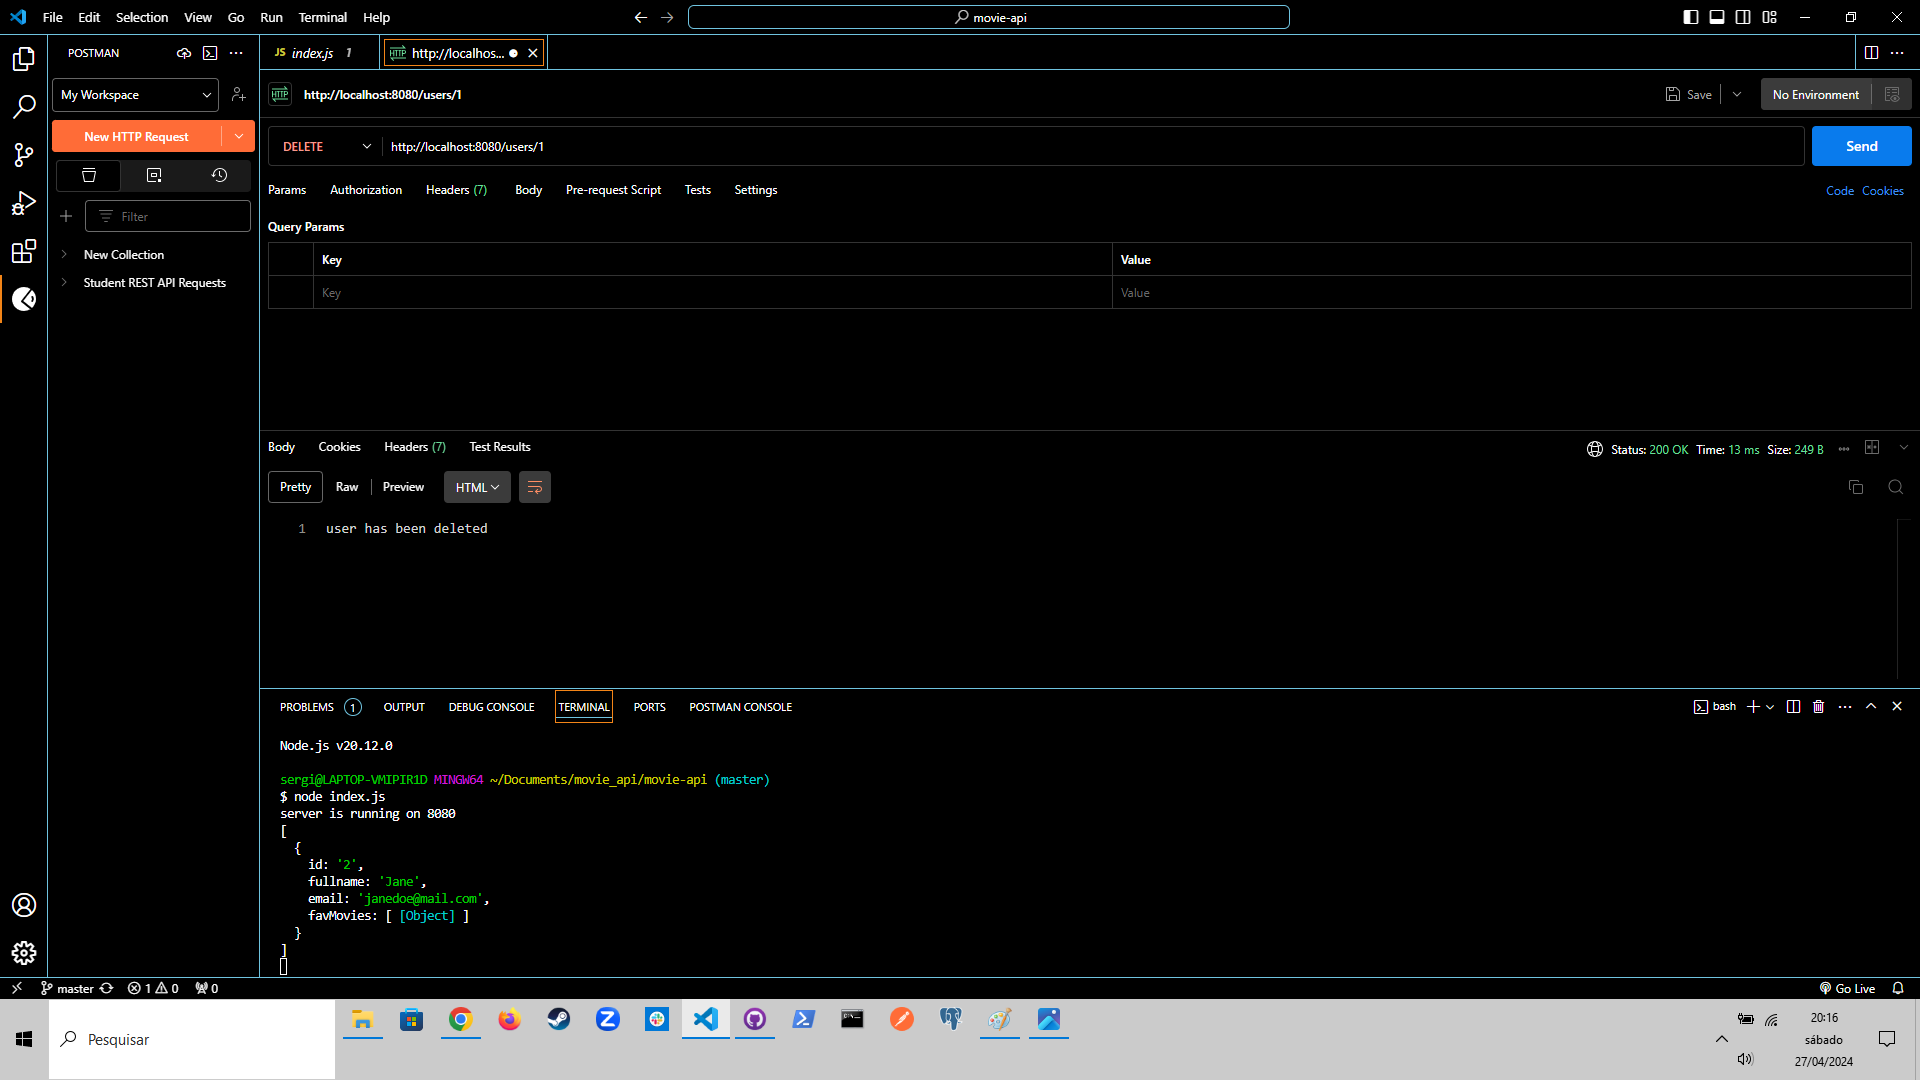 File Edit Selection View Go Run Terminal Help
movie-api
POSTMAN
JS index.js 1
HTTP http://localhos...
My Workspace
HTTP http://localhost:8080/users/1
Save
No Environment
New HTTP Request
DELETE http://localhost:8080/users/1
Send
Params Authorization Headers (7) Body Pre-request Script Tests Settings
Code Cookies
Filter
Query Params
New Collection
Key Value
Student REST API Requests
Key Value
Body Cookies Headers (7) Test Results
Status: 200 OK Time: 13 ms Size: 249 B
Pretty Raw Preview HTML
1 user has been deleted
PROBLEMS 1 OUTPUT DEBUG CONSOLE TERMINAL PORTS POSTMAN CONSOLE
bash
Node.js v20.12.0
sergi@LAPTOP-VMIPIR1D MINGW64 ~/Documents/movie_api/movie-api (master)
$ node index.js
server is running on 8080
[
{
id: '2',
fullname: 'Jane',
email: 'janedoe@mail.com',
favMovies: [ [Object] ]
}
]
master 1 0 0
Go Live
Pesquisar
20:16
sábado
27/04/2024